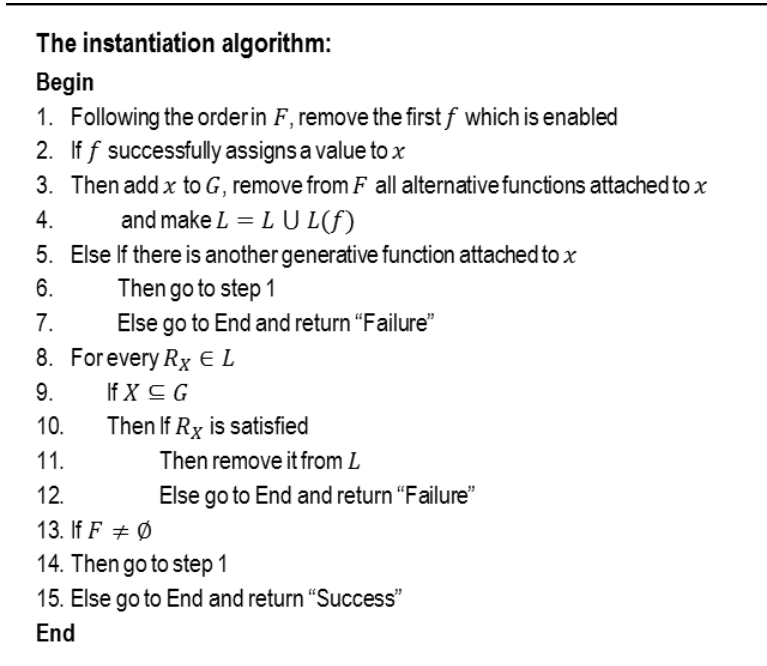 The instantiation algorithm:
Begin
1. Following the order in F, remove the first f which is enabled
2. If f successfully assigns a value to x
3. Then add x to G, remove from F all alternative functions attached to x
4. and make L = L ∪ L(f)
5. Else If there is another generative function attached to x
6. Then go to step 1
7. Else go to End and return “Failure”
8. For every R_X ∈ L
9. If X ⊆ G
10. Then If R_X is satisfied
11. Then remove it from L
12. Else go to End and return “Failure”
13. If F ≠ ∅
14. Then go to step 1
15. Else go to End and return “Success”
End